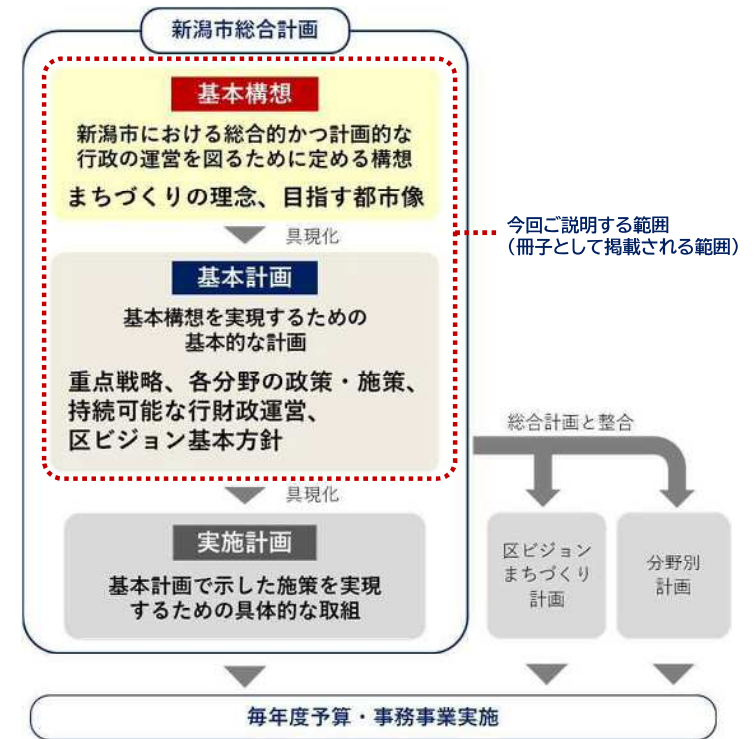 新潟市総合計画
基本構想
新潟市における総合的かつ計画的な
行政の運営を図るために定める構想
まちづくりの理念、目指す都市像
具現化
今回ご説明する範囲
（冊子として掲載される範囲）
基本計画
基本構想を実現するための
基本的な計画
重点戦略、各分野の政策・施策、
持続可能な行財政運営、
区ビジョン基本方針
総合計画と整合
具現化
実施計画
基本計画で示した施策を実現
するための具体的な取組
区ビジョン
まちづくり
計画
分野別
計画
毎年度予算・事務事業実施